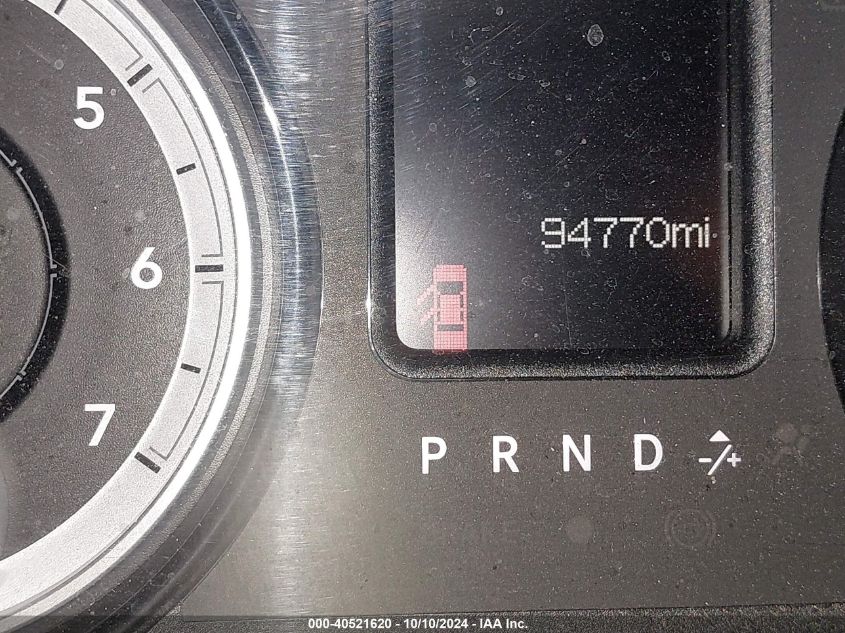 5
94770mi
6
7
P R N D -/+
000-40521620 - 10/10/2024 - IAA Inc.